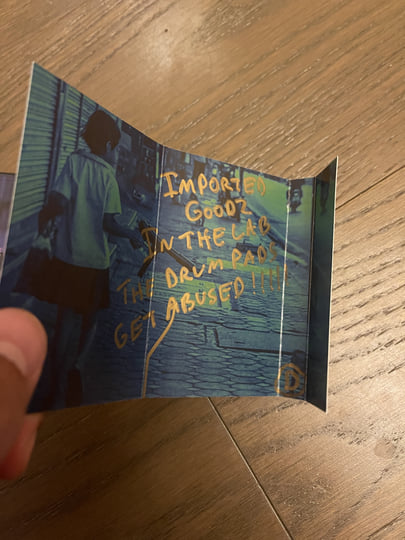 IMPORTED
GOODZ
IN THE LAB
THE DRUM PADS
GET ABUSED !!!!!
D